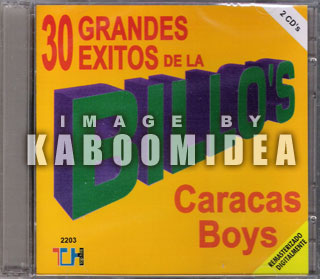 2 CD's
30 GRANDES
EXITOS DE LA
BILLO'S
IMAGE BY
KABOOMIDEA
Caracas
Boys
2203
TH
REMASTERIZADO
DIGITALMENTE